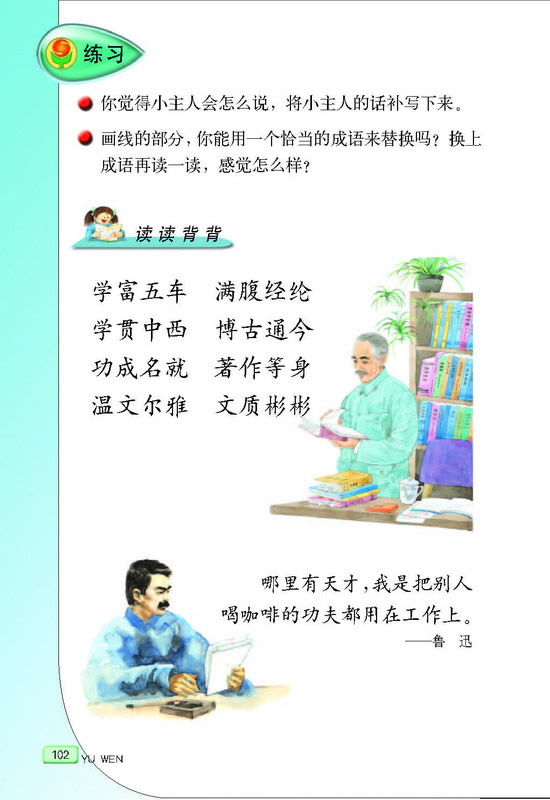 练习
你觉得小主人会怎么说，将小主人的话补写下来。
画线的部分，你能用一个恰当的成语来替换吗？换上
成语再读一读，感觉怎么样？
读读背背
学富五车 满腹经纶
学贯中西 博古通今
功成名就 著作等身
温文尔雅 文质彬彬
哪里有天才，我是把别人
喝咖啡的功夫都用在工作上。
——鲁 迅
102 YU WEN